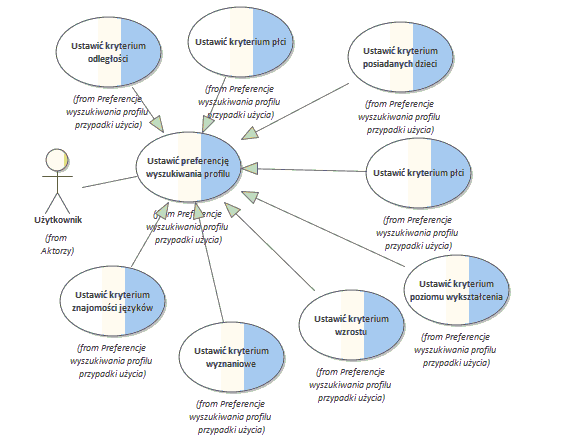 Ustawić kryterium
odległości
(from Preferencje
wyszukiwania profilu
przypadki użycia)
Ustawić kryterium płci
(from Preferencje
wyszukiwania profilu
przypadki użycia)
Ustawić kryterium
posiadanych dzieci
(from Preferencje
wyszukiwania profilu
przypadki użycia)
Ustawić preferencję
wyszukiwania profilu
(from Preferencje
wyszukiwania profilu
przypadki użycia)
Ustawić kryterium płci
(from Preferencje
wyszukiwania profilu
przypadki użycia)
Użytkownik
(from
Aktorzy)
Ustawić kryterium
znajomości języków
(from Preferencje
wyszukiwania profilu
przypadki użycia)
Ustawić kryterium
wyznaniowe
(from Preferencje
wyszukiwania profilu
przypadki użycia)
Ustawić kryterium
wzrostu
(from Preferencje
wyszukiwania profilu
przypadki użycia)
Ustawić kryterium
poziomu wykształcenia
(from Preferencje
wyszukiwania profilu
przypadki użycia)